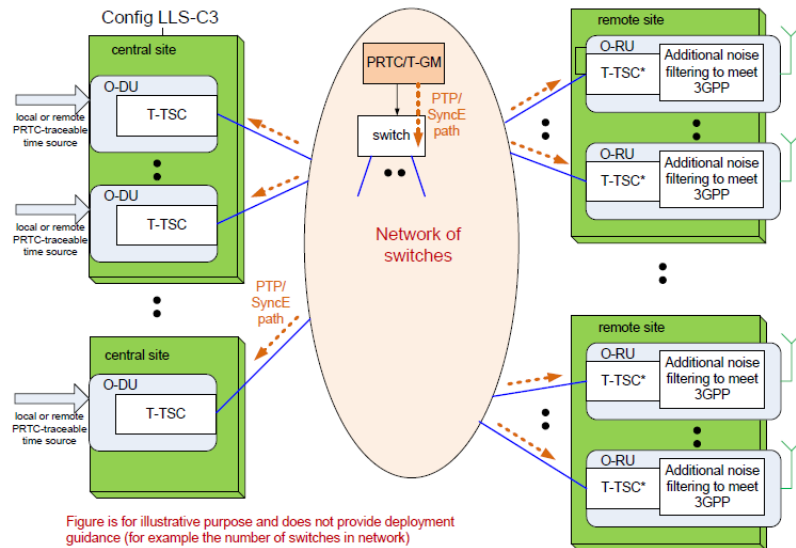 Config LLS-C3
central site
O-DU
T-TSC
local or remote
PRTC-traceable
time source
O-DU
T-TSC
local or remote
PRTC-traceable
time source
PTP/
SyncE
path
central site
O-DU
T-TSC
local or remote
PRTC-traceable
time source
PRTC/T-GM
PTP/
SyncE
path
switch
Network of
switches
remote site
O-RU
T-TSC*
Additional noise
filtering to meet
3GPP
O-RU
T-TSC*
Additional noise
filtering to meet
3GPP
remote site
O-RU
T-TSC*
Additional noise
filtering to meet
3GPP
O-RU
T-TSC*
Additional noise
filtering to meet
3GPP
Figure is for illustrative purpose and does not provide deployment
guidance (for example the number of switches in network)